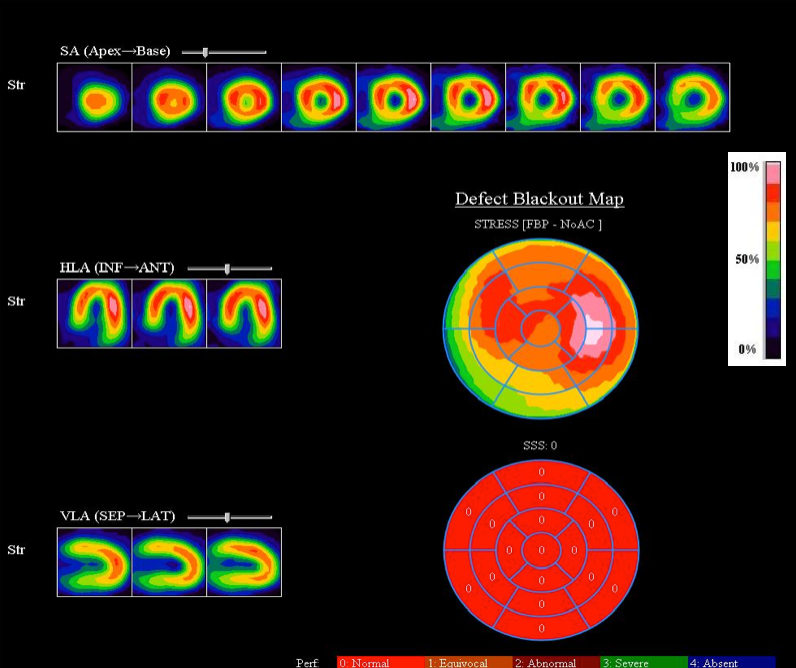 SA (Apex→Base)
Str
100%
50%
0%
Defect Blackout Map
STRESS [FBP - NoAC ]
HLA (INF→ANT)
Str
SSS: 0
VLA (SEP→LAT)
Str
0
0
0 0
0 0 0
0 0 0
0 0 0
0 0
0
0
Perf. 0: Normal 1: Equivocal 2: Abnormal 3: Severe 4: Absent